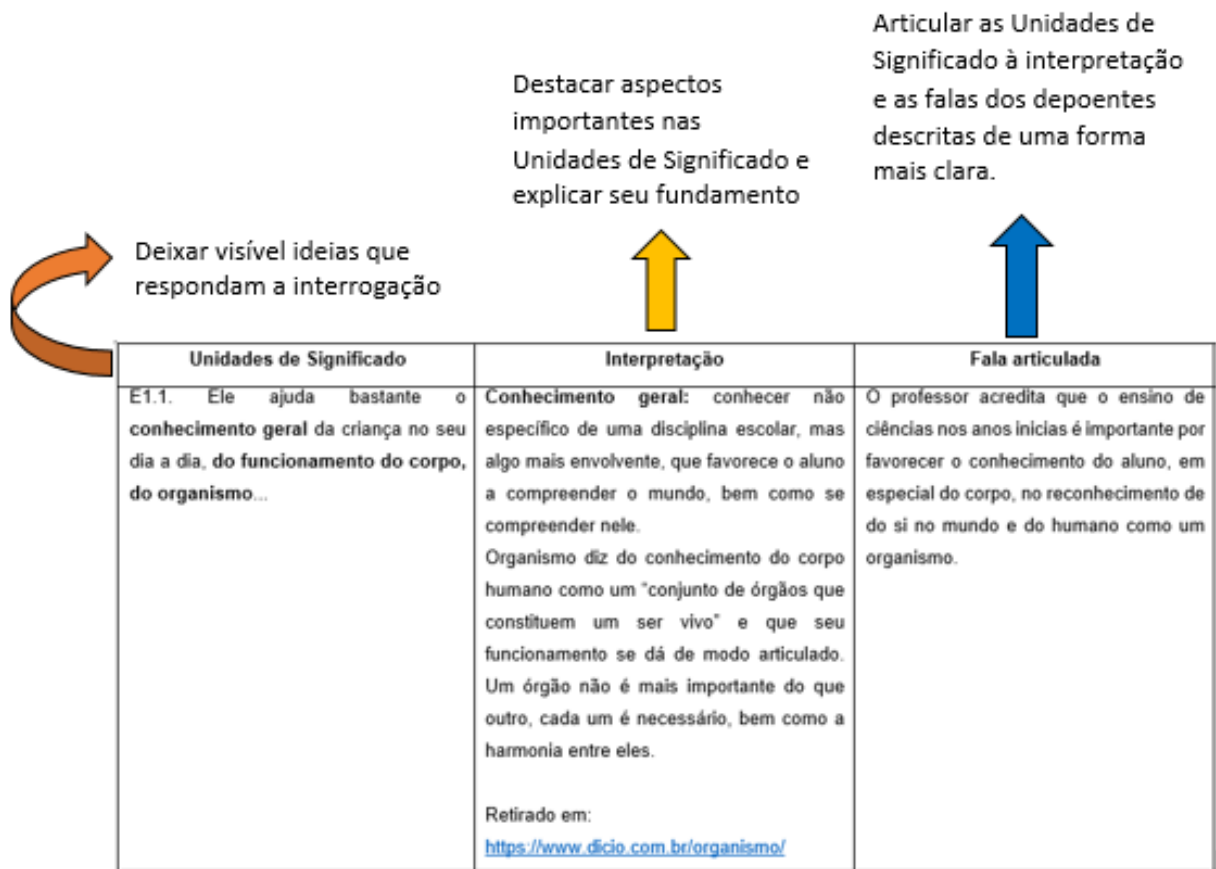 Articular as Unidades de
Significado à interpretação
e as falas dos depoentes
descritas de uma forma
mais clara.
Destacar aspectos
importantes nas
Unidades de Significado e
explicar seu fundamento
Deixar visível ideias que
respondam a interrogação
Unidades de Significado
E1.1. Ele ajuda bastante o
conhecimento geral da criança no seu
dia a dia, do funcionamento do corpo,
do organismo...
Interpretação
Conhecimento geral: conhecer não
específico de uma disciplina escolar, mas
algo mais envolvente, que favorece o aluno
a compreender o mundo, bem como se
compreender nele.
Organismo diz do conhecimento do corpo
humano como um "conjunto de órgãos que
constituem um ser vivo" e que seu
funcionamento se dá de modo articulado.
Um órgão não é mais importante do que
outro, cada um é necessário, bem como a
harmonia entre eles.
Retirado em:
https://www.dicio.com.br/organismo/
Fala articulada
O professor acredita que o ensino de
ciências nos anos inicias é importante por
favorecer o conhecimento do aluno, em
especial do corpo, no reconhecimento de
do si no mundo e do humano como um
organismo.